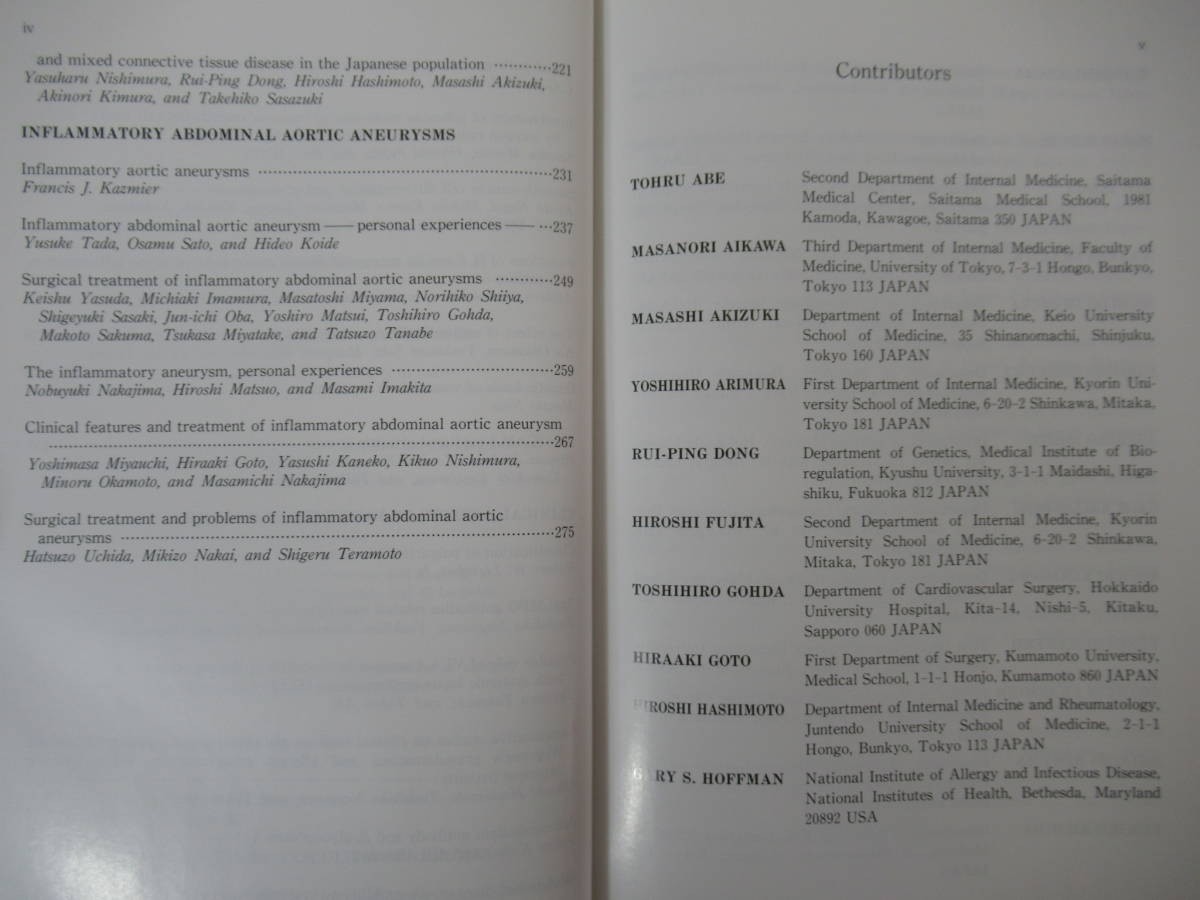 iv
and mixed connective tissue disease in the Japanese population ············221
Yasuharu Nishimura, Rui-Ping Dong, Hiroshi Hashimoto, Masashi Akizuki,
Akinori Kimura, and Takehiko Sasazuki
INFLAMMATORY ABDOMINAL AORTIC ANEURYSMS
Inflammatory aortic aneurysms ············231
Francis J. Kazmier
Inflammatory abdominal aortic aneurysm —— personal experiences —— ···237
Yusuke Tada, Osamu Sato, and Hideo Koide
Surgical treatment of inflammatory abdominal aortic aneurysms ············249
Keishu Yasuda, Michiaki Imamura, Masatoshi Miyama, Norihiko Shiiya,
Shigeyuki Sasaki, Jun-ichi Oba, Yoshiro Matsui, Toshihiro Gohda,
Makoto Sakuma, Tsukasa Miyatake, and Tatsuzo Tanabe
The inflammatory aneurysm, personal experiences ············259
Nobuyuki Nakajima, Hiroshi Matsuo, and Masami Imakita
Clinical features and treatment of inflammatory abdominal aortic aneurysm
············267
Yoshimasa Miyauchi, Hiraaki Goto, Yasushi Kaneko, Kikuo Nishimura,
Minoru Okamoto, and Masamichi Nakajima
Surgical treatment and problems of inflammatory abdominal aortic
aneurysms ············275
Hatsuzo Uchida, Mikizo Nakai, and Shigeru Teramoto
v
Contributors
TOHRU ABE Second Department of Internal Medicine, Saitama
Medical Center, Saitama Medical School, 1981
Kamoda, Kawagoe, Saitama 350 JAPAN
MASANORI AIKAWA Third Department of Internal Medicine, Faculty of
Medicine, University of Tokyo, 7-3-1 Hongo, Bunkyo,
Tokyo 113 JAPAN
MASASHI AKIZUKI Department of Internal Medicine, Keio University
School of Medicine, 35 Shinanomachi, Shinjuku,
Tokyo 160 JAPAN
YOSHIHIRO ARIMURA First Department of Internal Medicine, Kyorin Uni-
versity School of Medicine, 6-20-2 Shinkawa, Mitaka,
Tokyo 181 JAPAN
RUI-PING DONG Department of Genetics, Medical Institute of Bio-
regulation, Kyushu University, 3-1-1 Maidashi, Higa-
shiku, Fukuoka 812 JAPAN
HIROSHI FUJITA Second Department of Internal Medicine, Kyorin
University School of Medicine, 6-20-2 Shinkawa,
Mitaka, Tokyo 181 JAPAN
TOSHIHIRO GOHDA Department of Cardiovascular Surgery, Hokkaido
University Hospital, Kita-14, Nishi-5, Kitaku,
Sapporo 060 JAPAN
HIRAAKI GOTO First Department of Surgery, Kumamoto University,
Medical School, 1-1-1 Honjo, Kumamoto 860 JAPAN
HIROSHI HASHIMOTO Department of Internal Medicine and Rheumatology,
Juntendo University School of Medicine, 2-1-1
Hongo, Bunkyo, Tokyo 113 JAPAN
GARY S. HOFFMAN National Institute of Allergy and Infectious Disease,
National Institutes of Health, Bethesda, Maryland
20892 USA